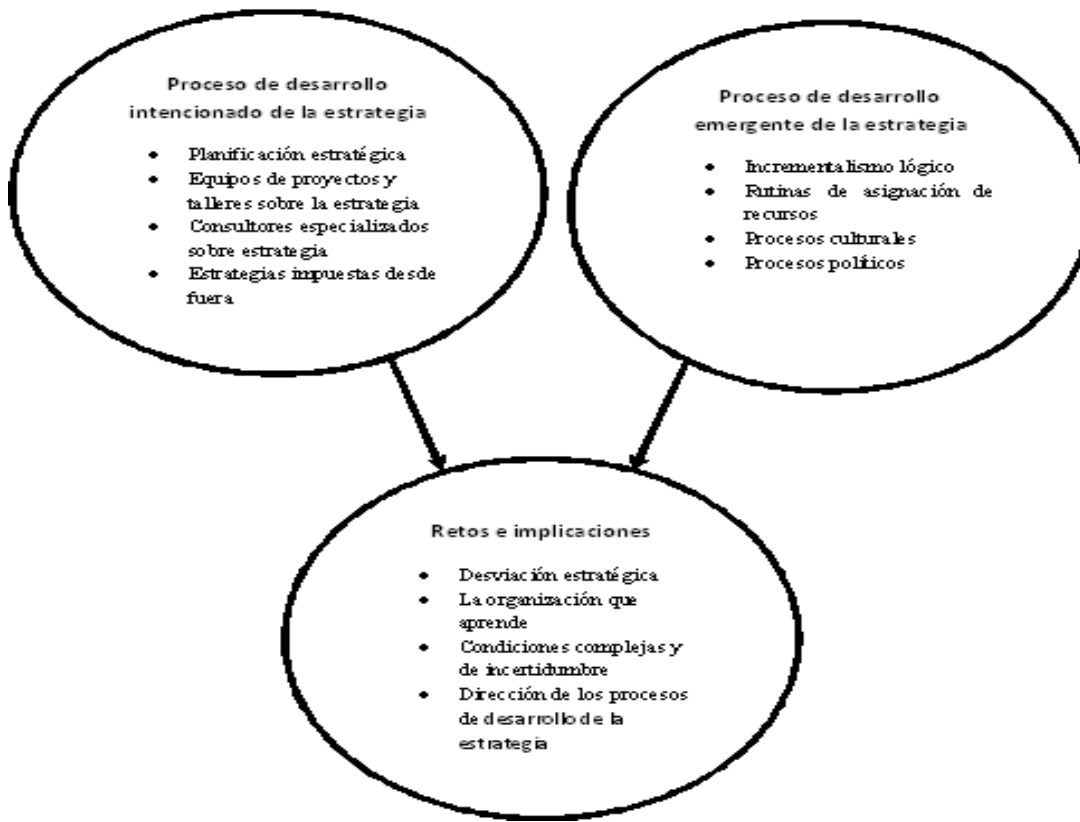 Proceso de desarrollo
intencionado de la estrategia
• Planificación estratégica
• Equipos de proyectos y
talleres sobre la estrategia
• Consultores especializados
sobre estrategia
• Estrategias impuestas desde
fuera
Proceso de desarrollo
emergente de la estrategia
• Incrementalismo lógico
• Rutinas de asignación de
recursos
• Procesos culturales
• Procesos políticos
Retos e implicaciones
• Desviación estratégica
• La organización que
aprende
• Condiciones complejas y
de incertidumbre
• Dirección de los procesos
de desarrollo de la
estrategia